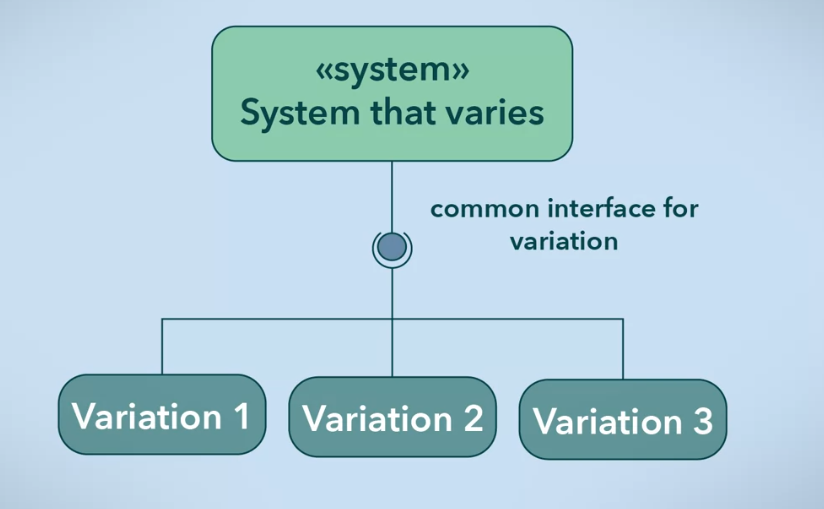 «system»
System that varies
common interface for
variation
Variation 1
Variation 2
Variation 3